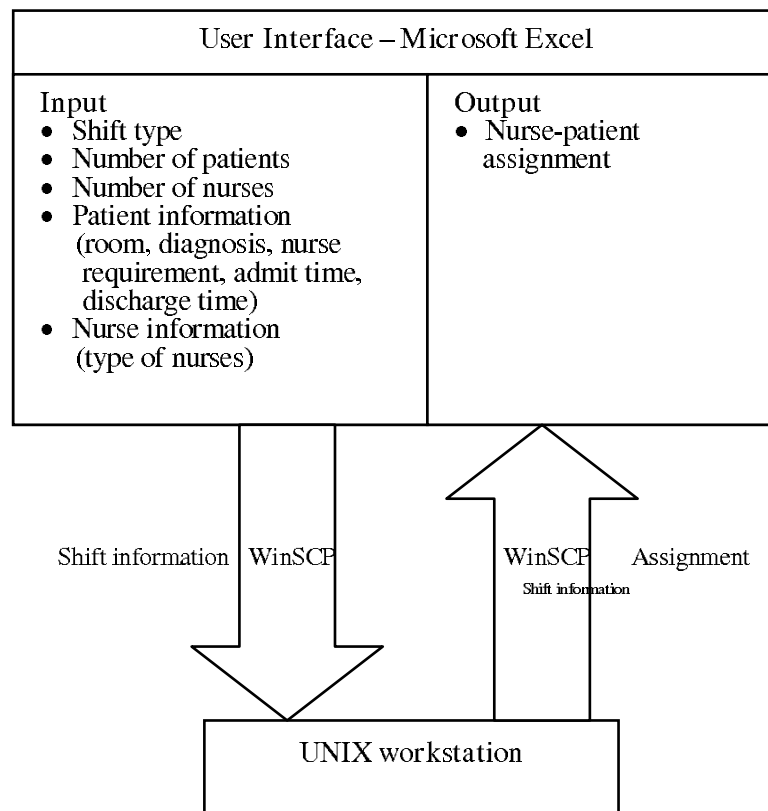 User Interface – Microsoft Excel
Input
• Shift type
• Number of patients
• Number of nurses
• Patient information
(room, diagnosis, nurse
requirement, admit time,
discharge time)
• Nurse information
(type of nurses)
Output
• Nurse-patient
assignment
Shift information
WinSCP
WinSCP
Assignment
Shift information
UNIX workstation